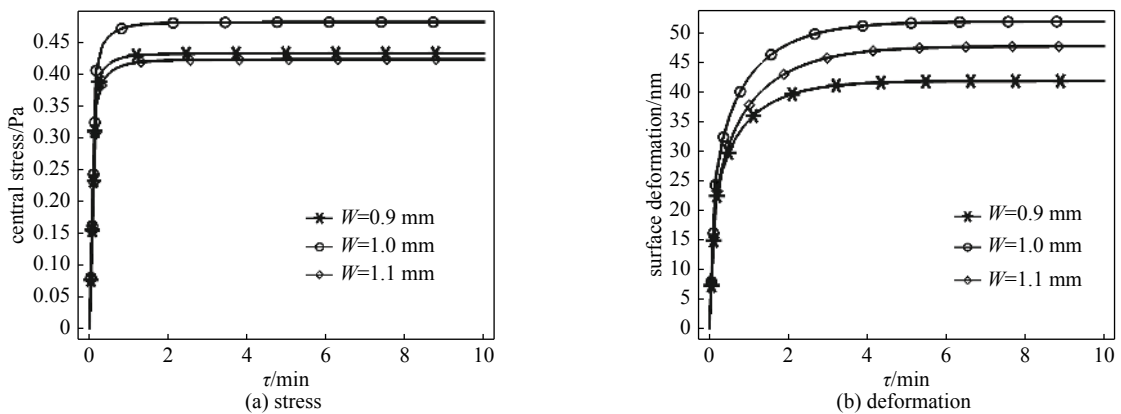 0.45
0.40
0.35
0.30
0.25
0.20
0.15
0.10
0.05
0
central stress/Pa
W=0.9 mm
W=1.0 mm
W=1.1 mm
0 2 4 6 8 10
τ/min
(a) stress
50
45
40
35
30
25
20
15
10
5
0
surface deformation/nm
W=0.9 mm
W=1.0 mm
W=1.1 mm
0 2 4 6 8 10
τ/min
(b) deformation